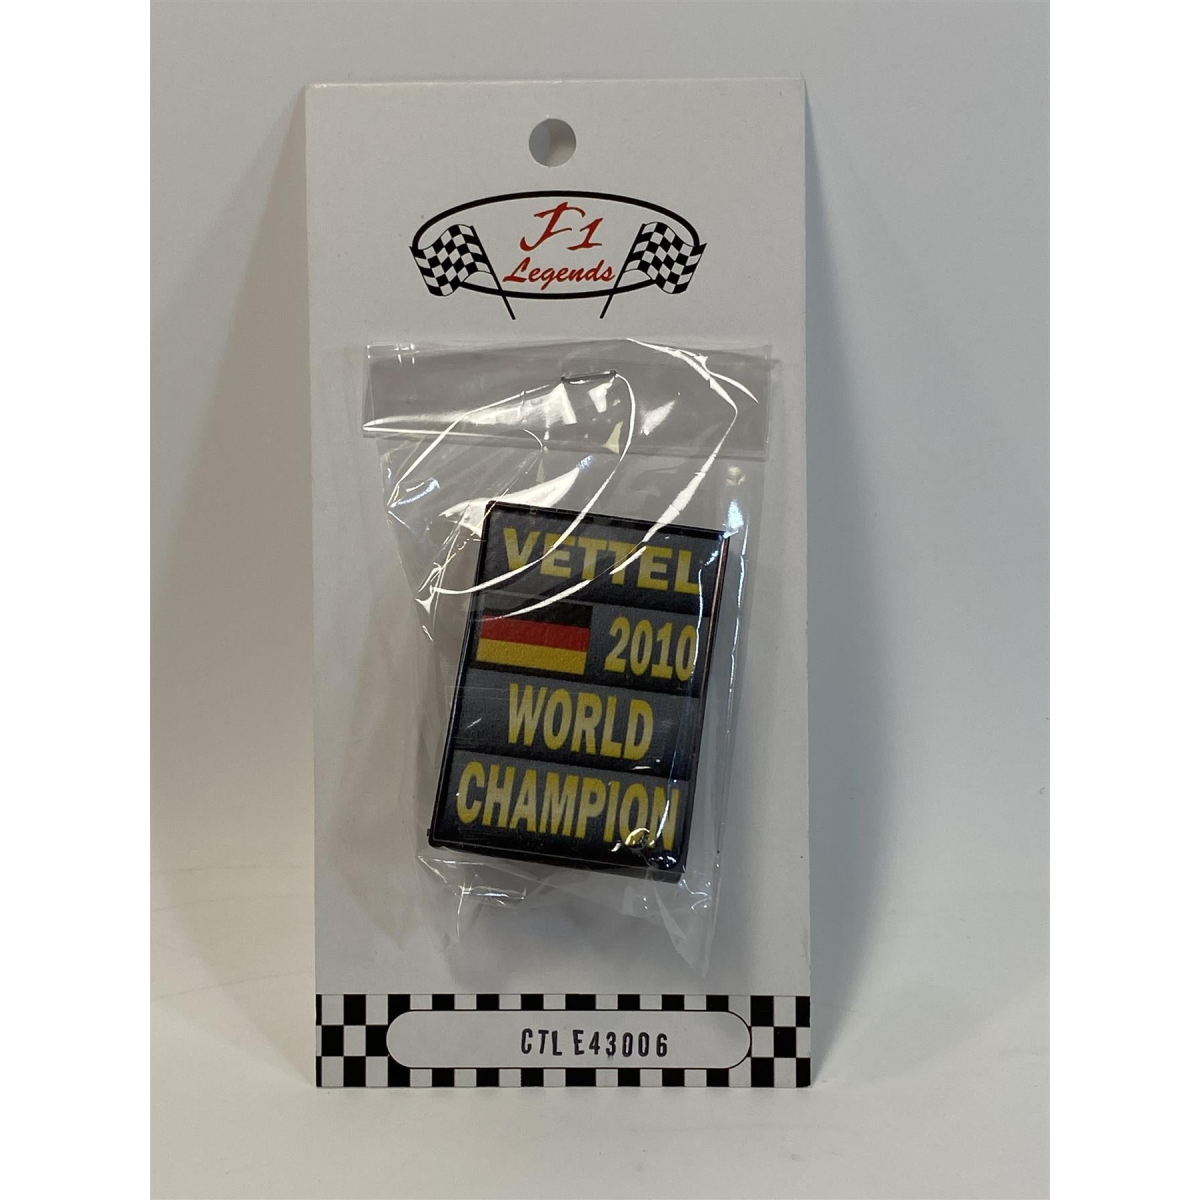 F1
Legends
VETTEL
2010
WORLD
CHAMPION
CTL E43006